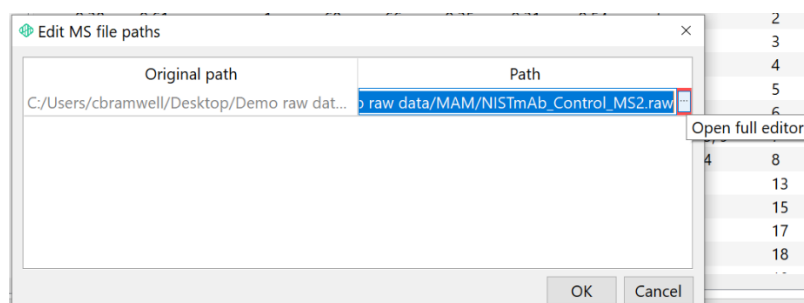 Edit MS file paths
Original path Path
C:/Users/cbramwell/Desktop/Demo raw dat... raw data/MAM/NISTmAb_Control_MS2.raw ...
Open full editor
OK Cancel
2
3
4
5
6
4 8
13
15
17
18